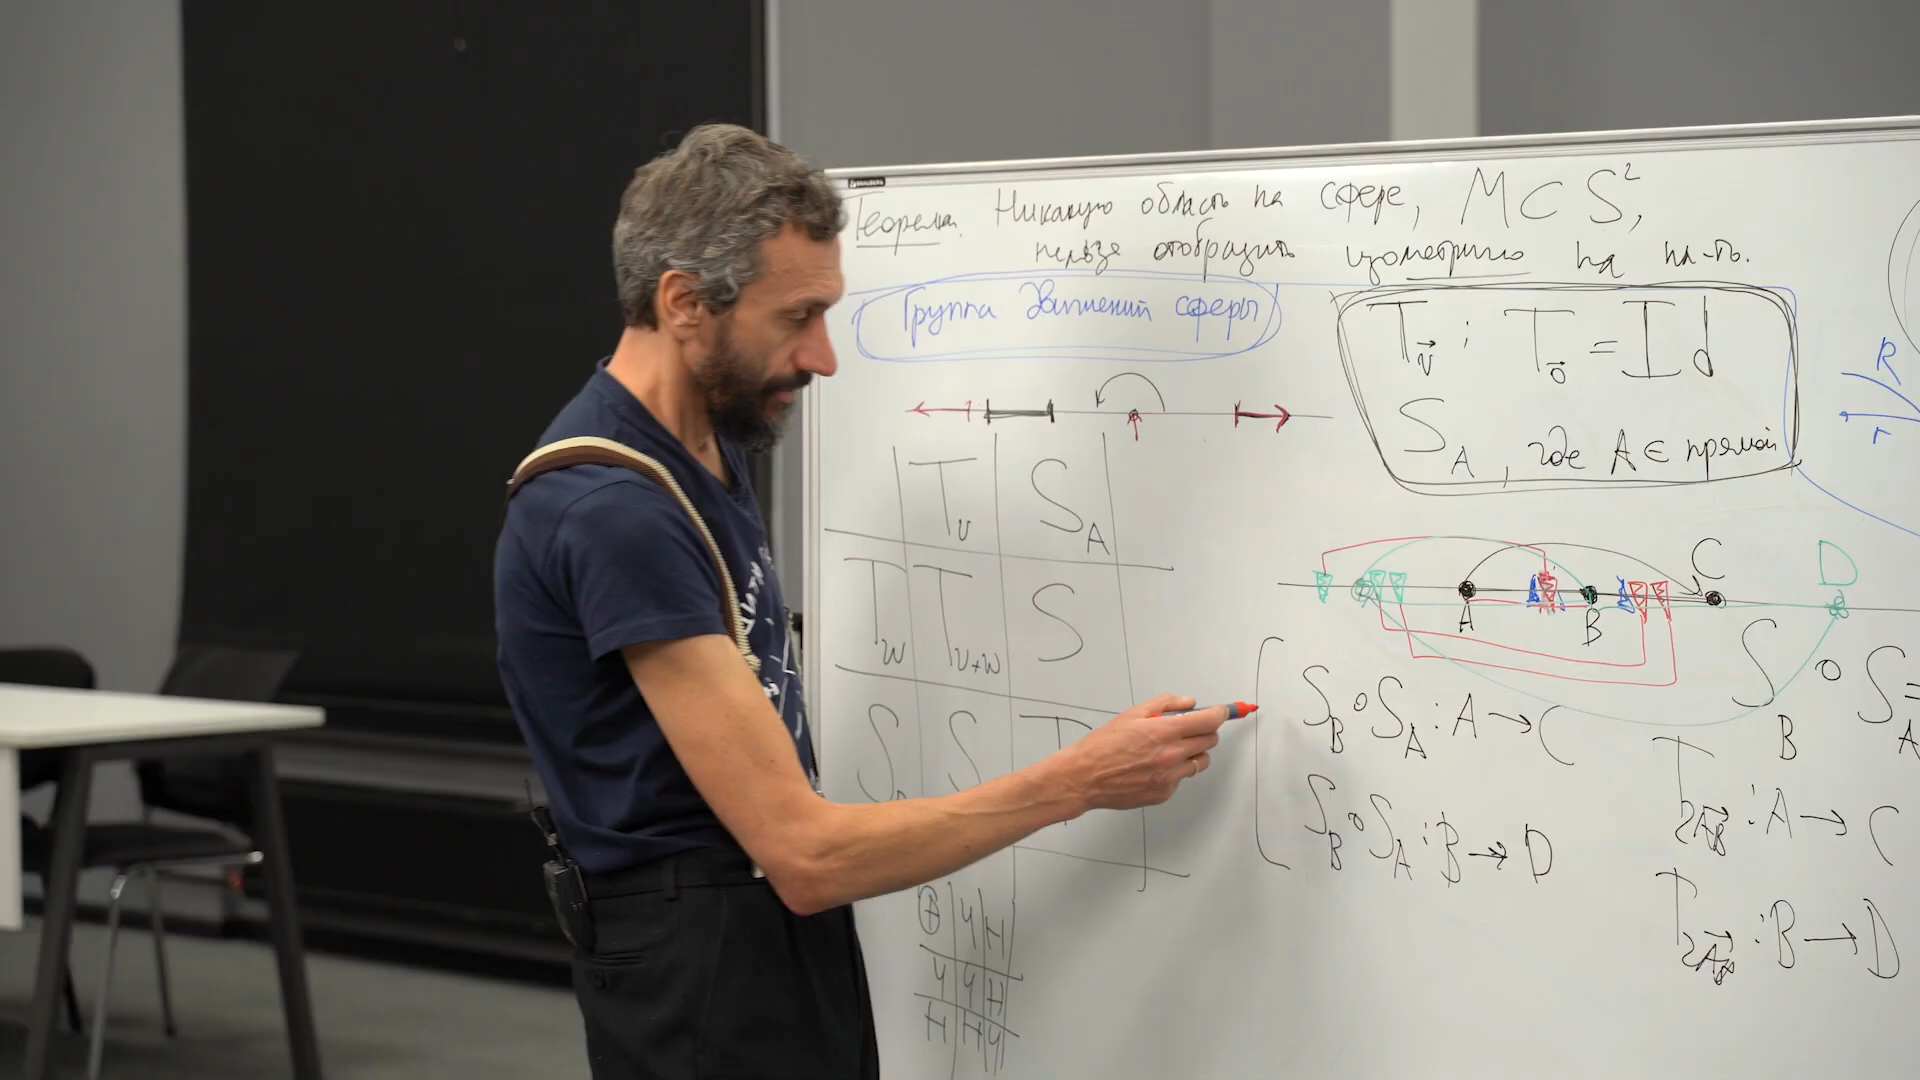 Теорема. Никакую область на сфере, M ⊂ S²,
нельзя отобразить изометрично на пл-ть.
Группа движений сферы
T_v⃗ ; T_0⃗ = Id
S_A, где A ∈ прямой
R
r
T_v S_A
T_w T_v+w S
S S T
⊕ Ч Н
Ч Ч Н
Н Н Ч
A B C D
S_B ∘ S_A : A → C
S_B ∘ S_A : B → D
S_B ∘ S_A =
T_2AB⃗ : A → C
: B → D